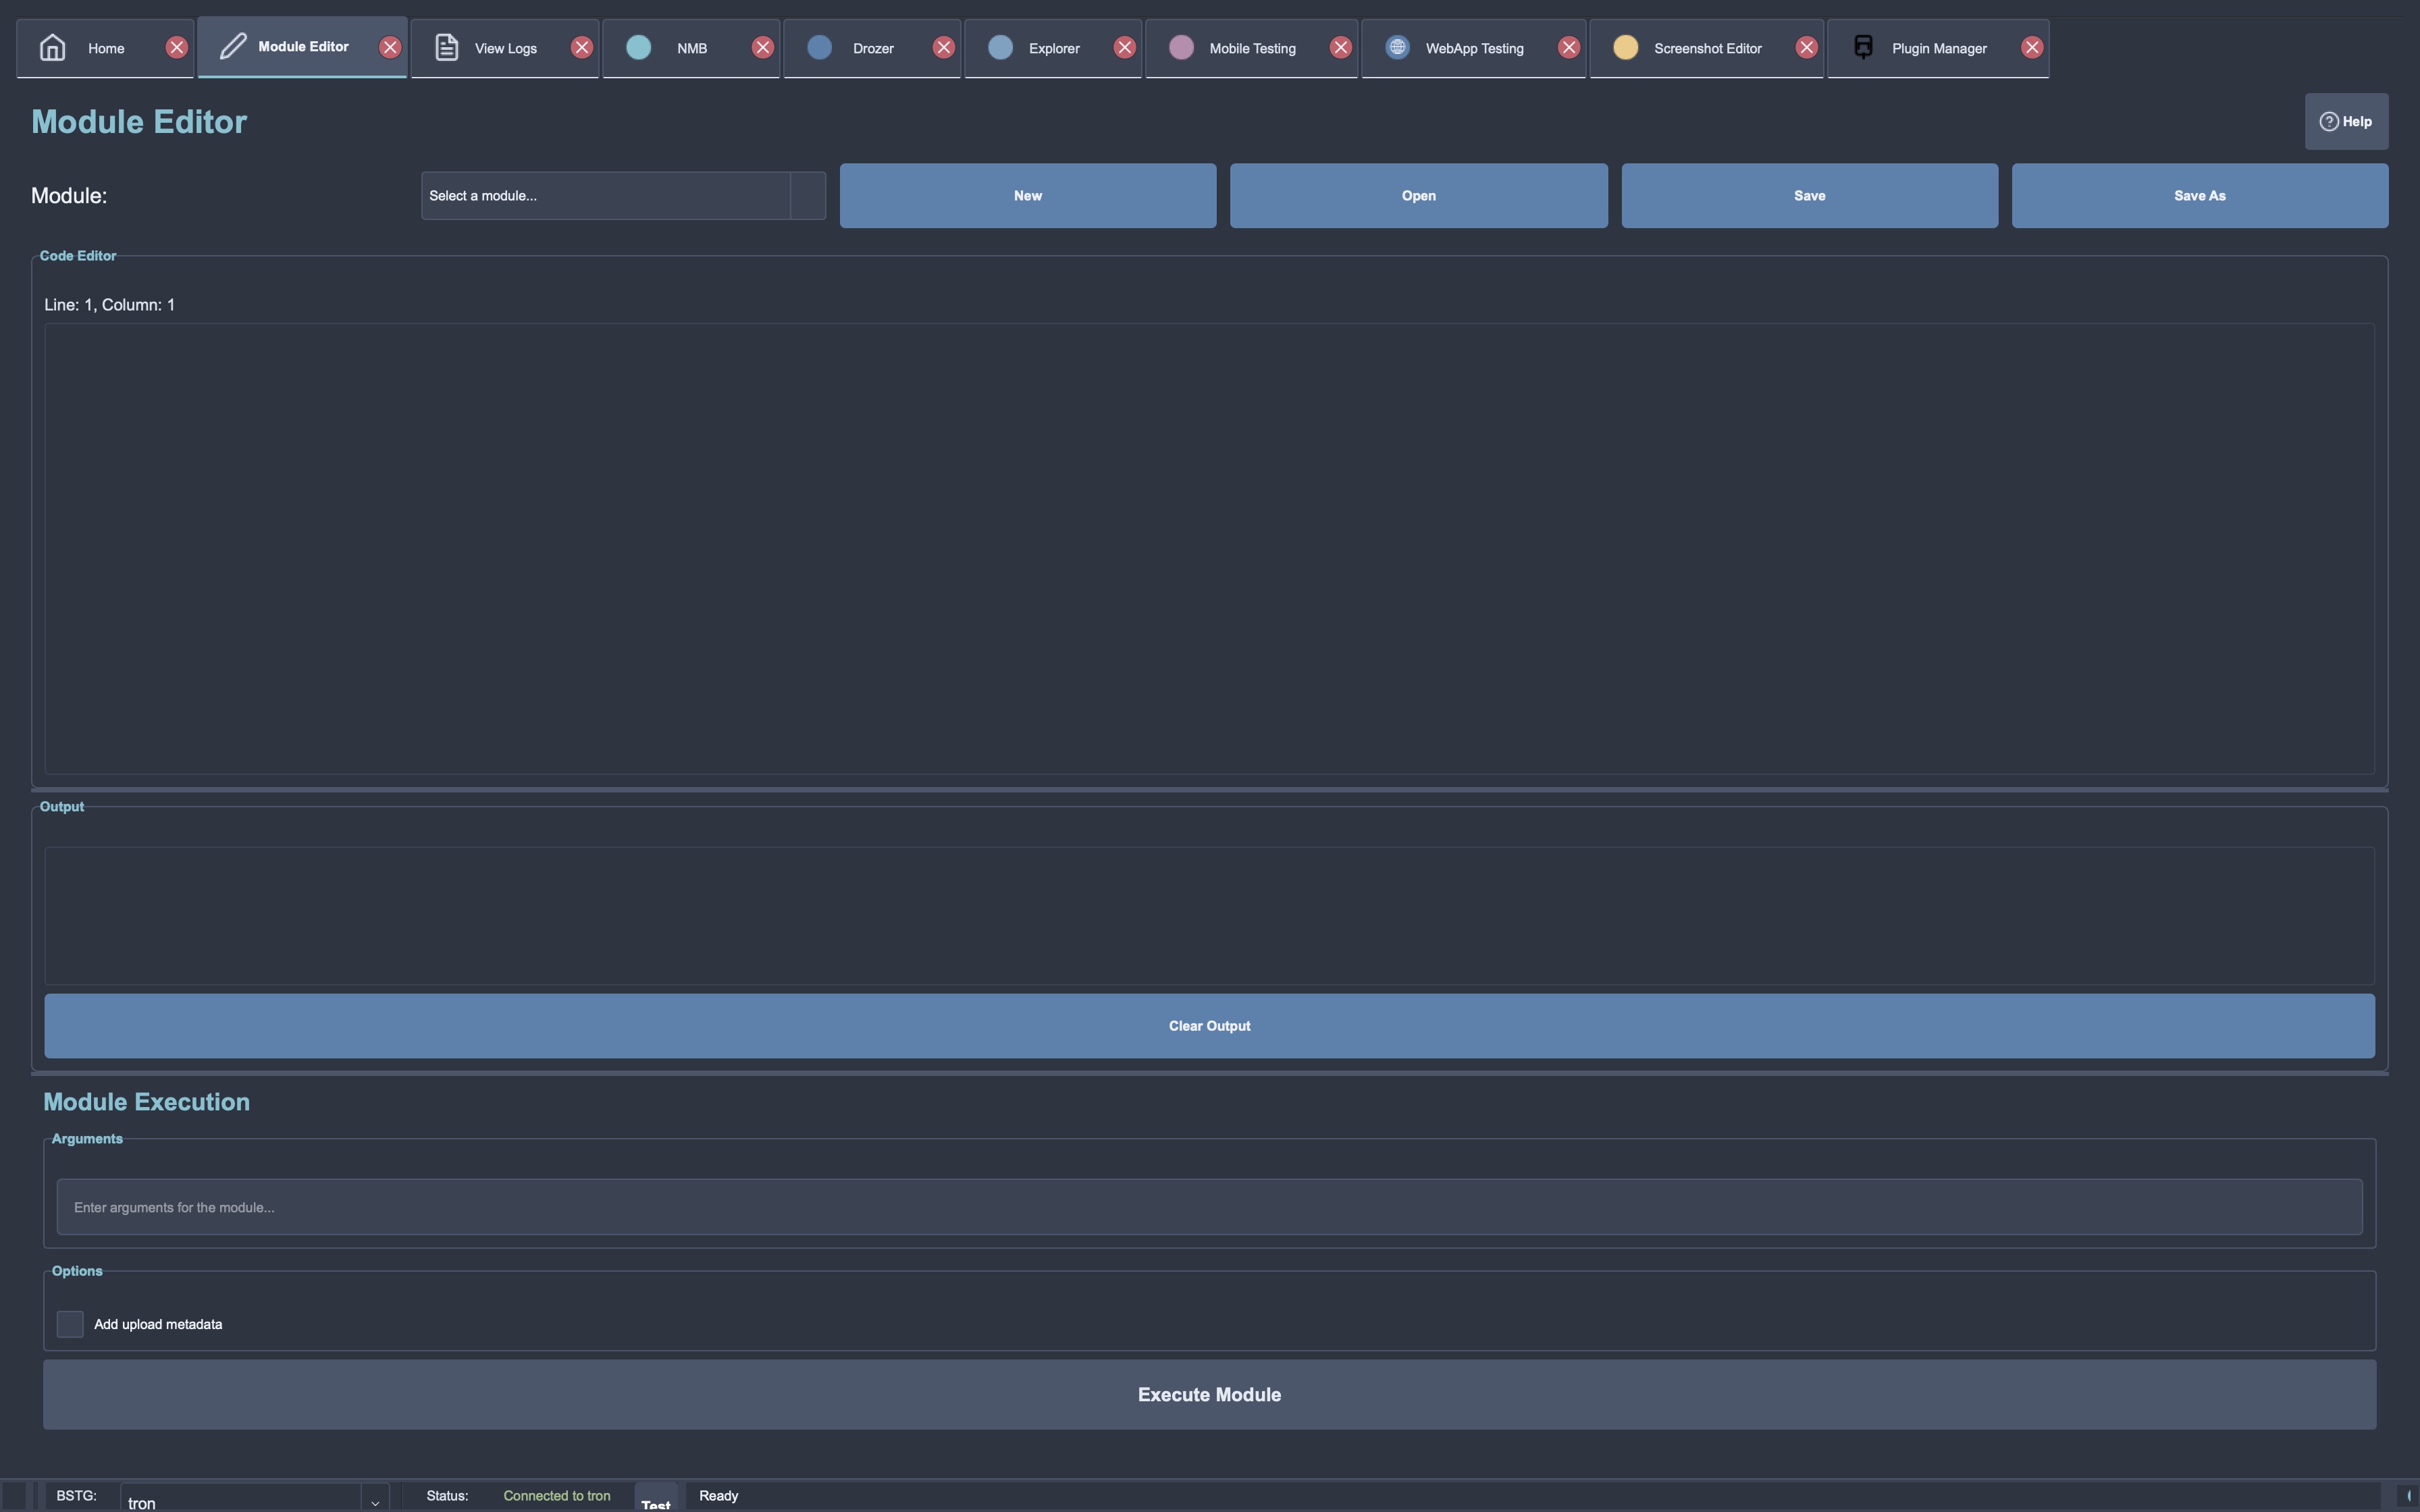 Home Module Editor View Logs NMB Drozer Explorer Mobile Testing WebApp Testing Screenshot Editor Plugin Manager
Module Editor
? Help
Module: Select a module... New Open Save Save As
Code Editor
Line: 1, Column: 1
Output
Clear Output
Module Execution
Arguments
Enter arguments for the module...
Options
Add upload metadata
Execute Module
BSTG: tron Status: Connected to tron Test Ready